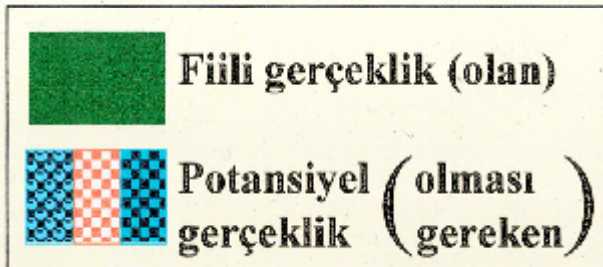 Fiili gerçeklik (olan)
Potansiyel (olması
gerçeklik gereken)